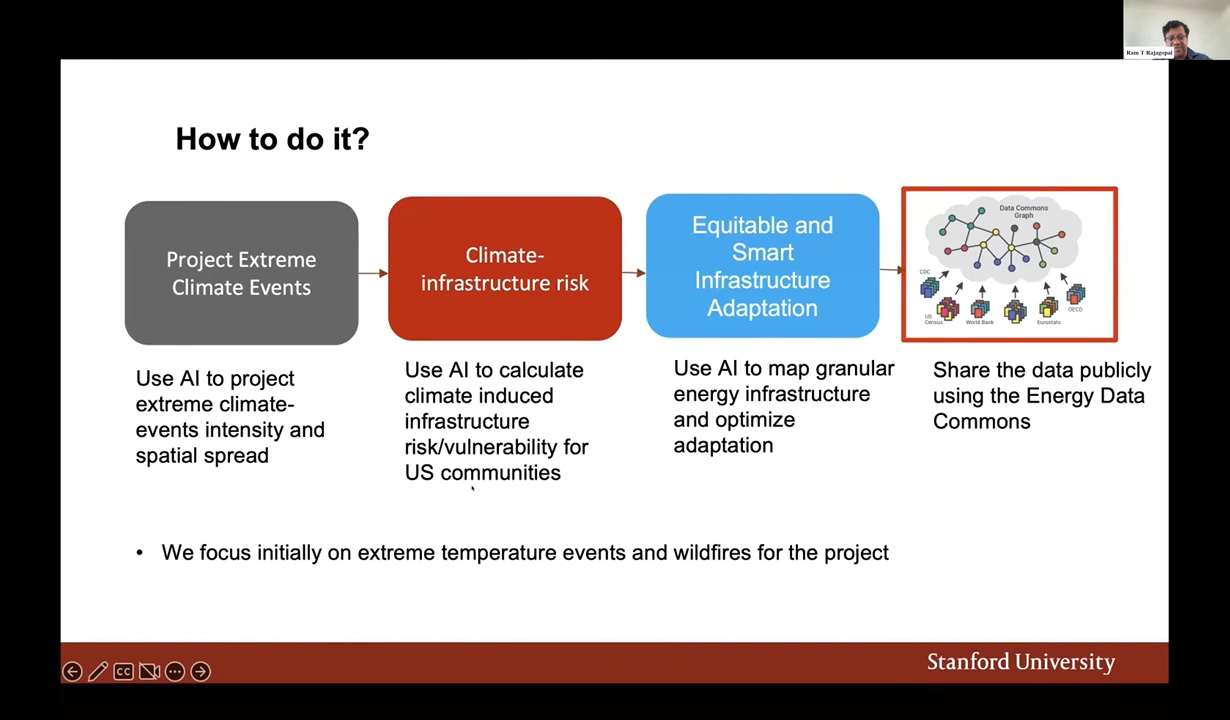 Ram T Rajagopal
How to do it?
Project Extreme
Climate Events
Climate-
infrastructure risk
Equitable and
Smart
Infrastructure
Adaptation
Data Commons
Graph
CDC
US
Census
World Bank
Eurostats
OECD
Use AI to project
extreme climate-
events intensity and
spatial spread
Use AI to calculate
climate induced
infrastructure
risk/vulnerability for
US communities
Use AI to map granular
energy infrastructure
and optimize
adaptation
Share the data publicly
using the Energy Data
Commons
• We focus initially on extreme temperature events and wildfires for the project
CC
Stanford University